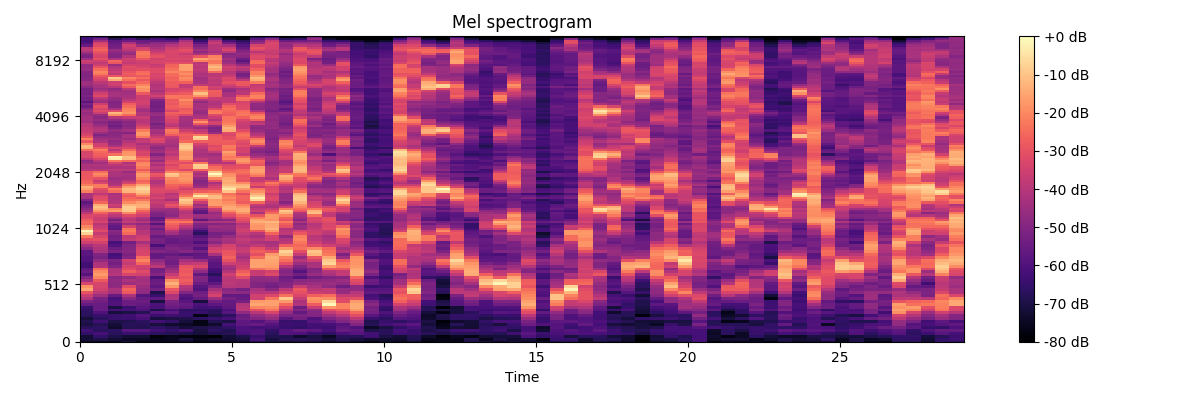 Mel spectrogram
8192
4096
2048
1024
512
0
Hz
0 5 10 15 20 25
Time
+0 dB
-10 dB
-20 dB
-30 dB
-40 dB
-50 dB
-60 dB
-70 dB
-80 dB